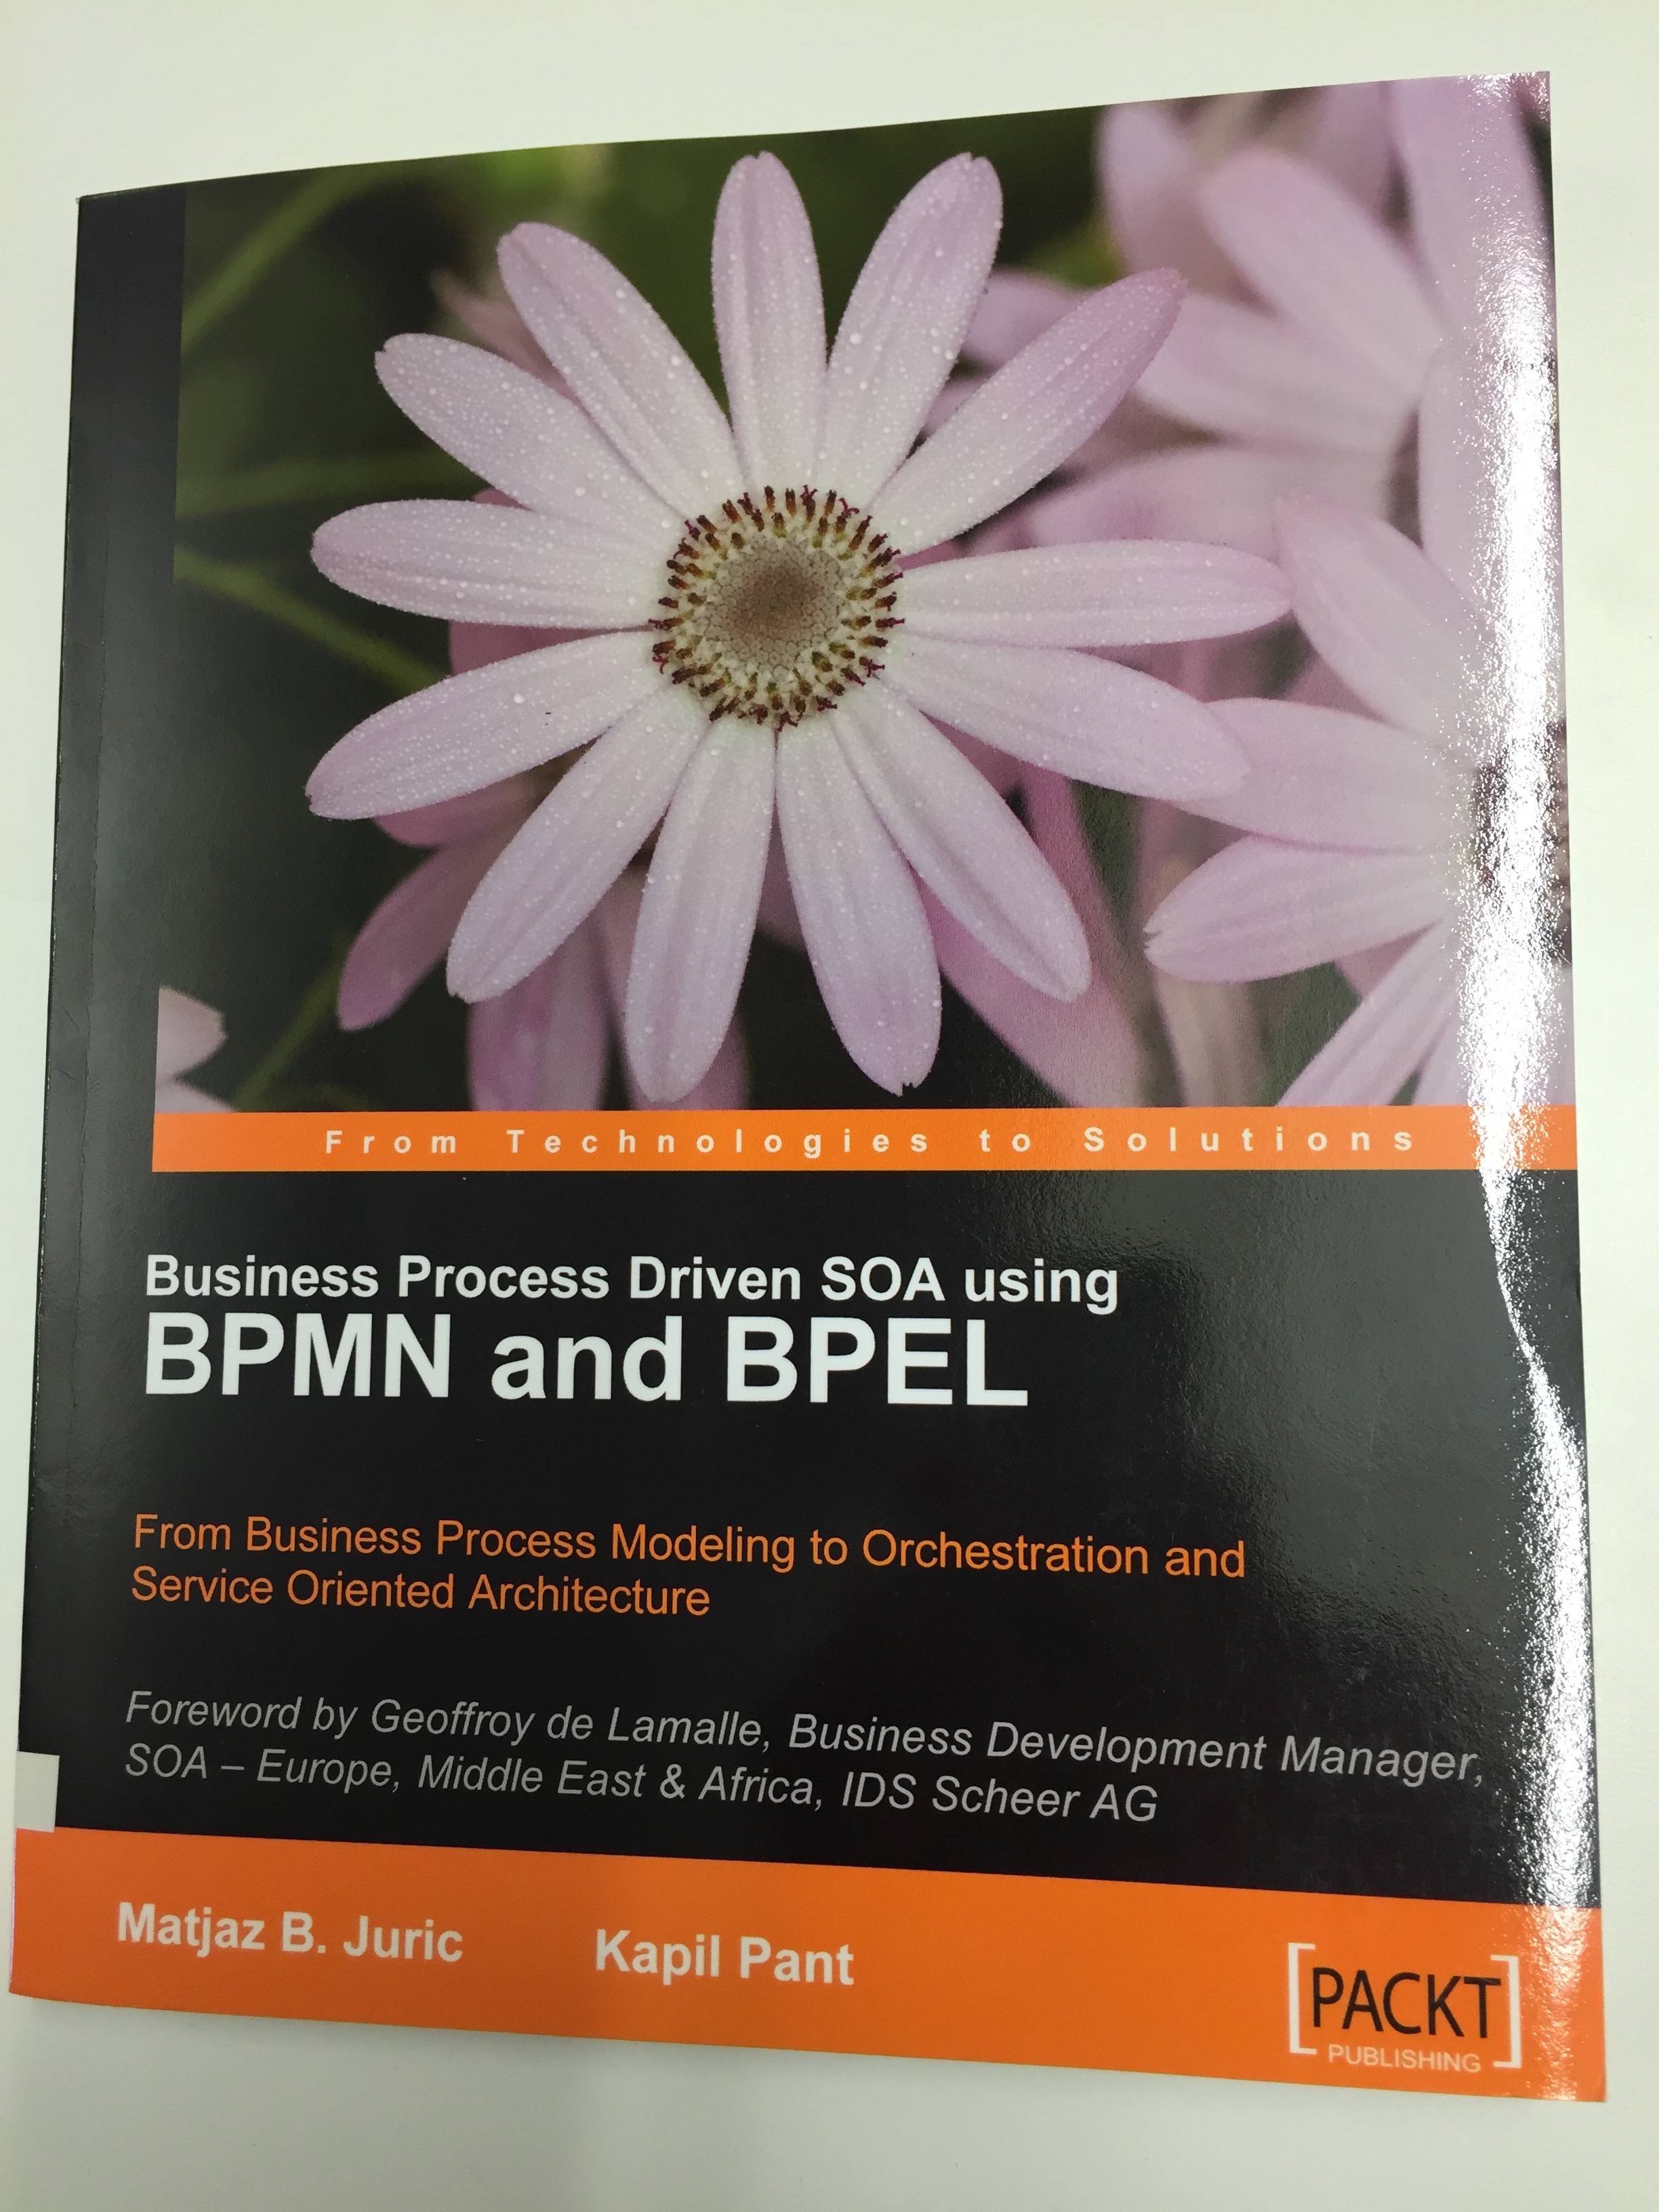 From Technologies to Solutions
Business Process Driven SOA using
BPMN and BPEL
From Business Process Modeling to Orchestration and
Service Oriented Architecture
Foreword by Geoffroy de Lamalle, Business Development Manager,
SOA – Europe, Middle East & Africa, IDS Scheer AG
Matjaz B. Juric Kapil Pant
[PACKT]
PUBLISHING